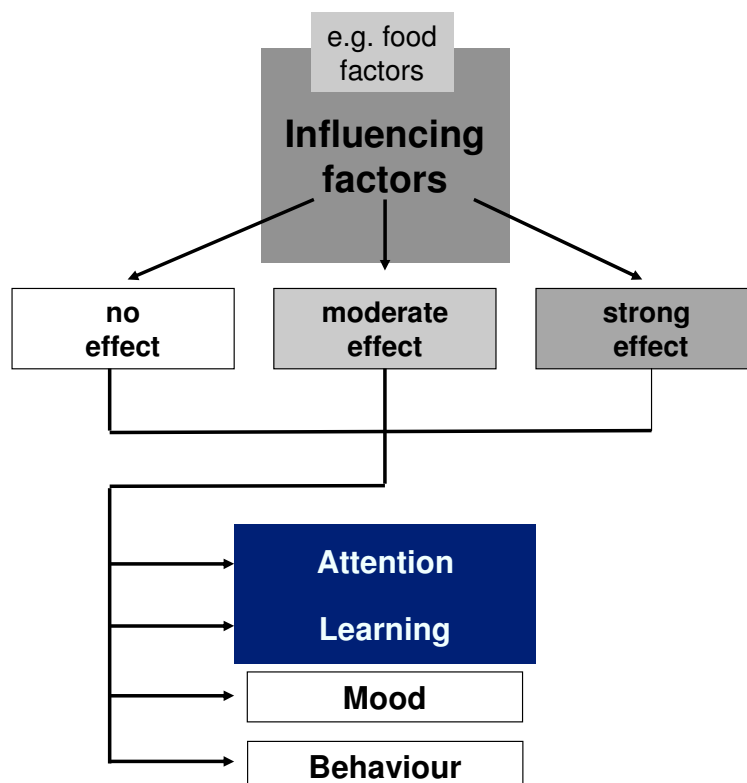 e.g. food
factors
Influencing
factors
no
effect
moderate
effect
strong
effect
Attention
Learning
Mood
Behaviour